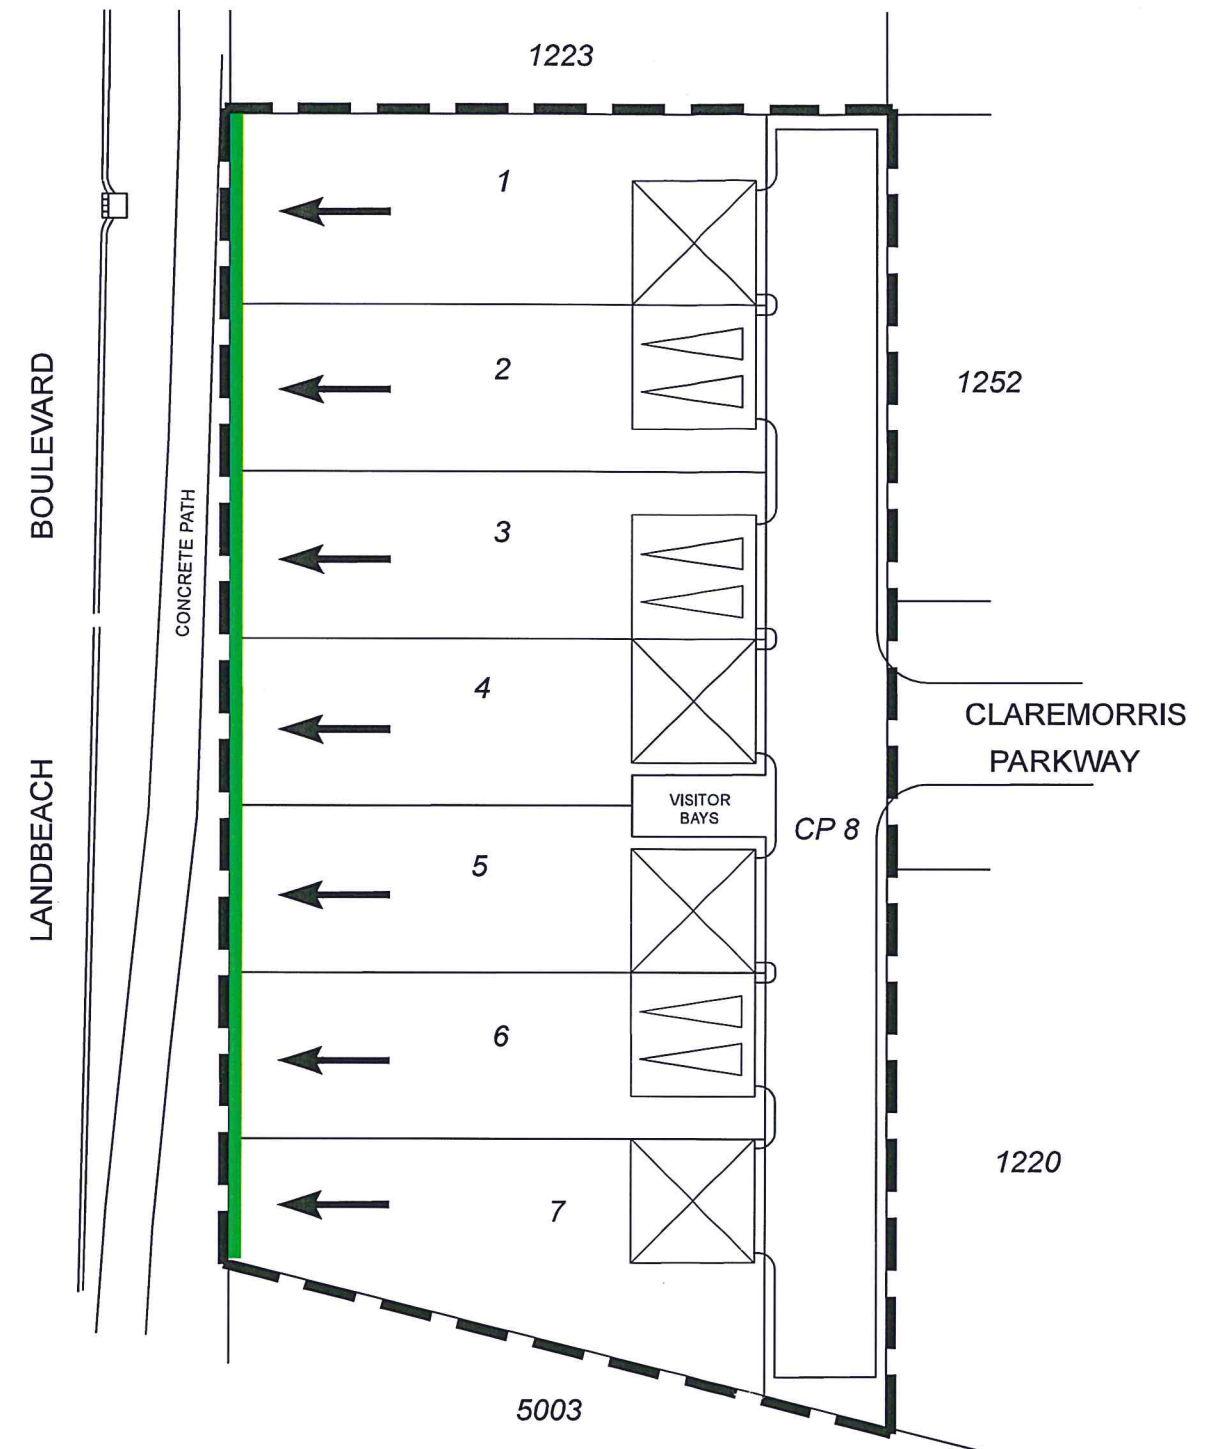 1223
1
2
BOULEVARD
1252
3
CONCRETE PATH
4
CLAREMORRIS
PARKWAY
VISITOR
BAYS
CP 8
LANDBEACH
5
6
1220
7
5003